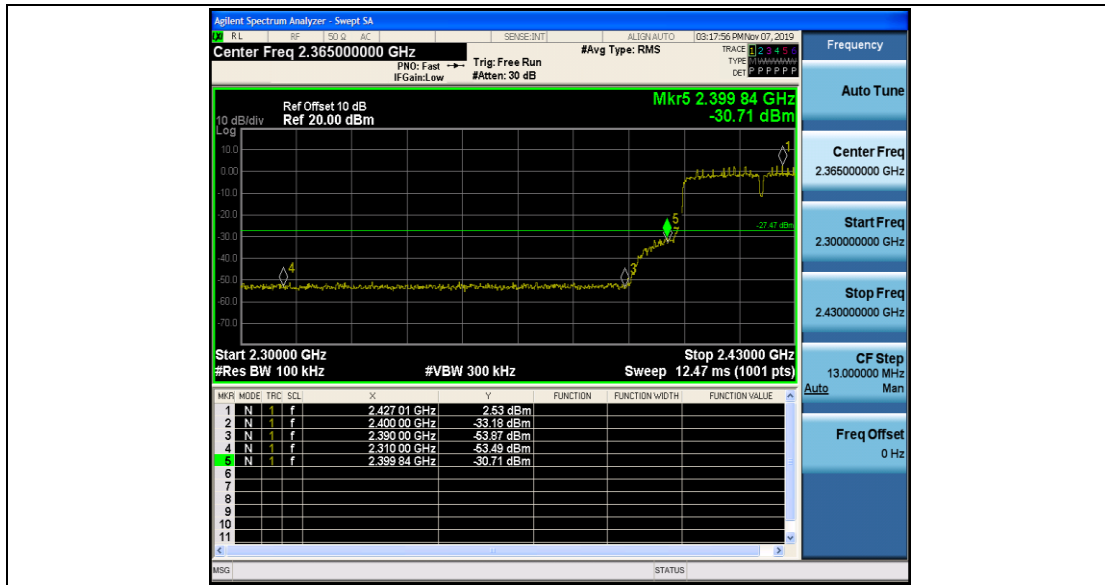 Agilent Spectrum Analyzer - Swept SA
RL RF 50 Ω AC SENSE:INT ALIGN AUTO 03:17:56 PM Nov 07, 2019
Center Freq 2.365000000 GHz
PNO: Fast
IFGain:Low
Trig: Free Run
#Atten: 30 dB
#Avg Type: RMS
TRACE 1 2 3 4 5 6
TYPE M
DET P P P P P P
Ref Offset 10 dB
10 dB/div Ref 20.00 dBm
Log
Mkr5 2.399 84 GHz
-30.71 dBm
10.0
0.00
-10.0
-20.0
-30.0
-40.0
-50.0
-60.0
-70.0
1
5
-27.47 dBm
4
3
Start 2.30000 GHz Stop 2.43000 GHz
#Res BW 100 kHz #VBW 300 kHz Sweep 12.47 ms (1001 pts)
MKR MODE TRC SCL X Y FUNCTION FUNCTION WIDTH FUNCTION VALUE
1 N 1 f 2.427 01 GHz 2.53 dBm
2 N 1 f 2.400 00 GHz -33.18 dBm
3 N 1 f 2.390 00 GHz -53.87 dBm
4 N 1 f 2.310 00 GHz -53.49 dBm
5 N 1 f 2.399 84 GHz -30.71 dBm
6
7
8
9
10
11
MSG STATUS
Frequency
Auto Tune
Center Freq
2.365000000 GHz
Start Freq
2.300000000 GHz
Stop Freq
2.430000000 GHz
CF Step
13.000000 MHz
Auto Man
Freq Offset
0 Hz